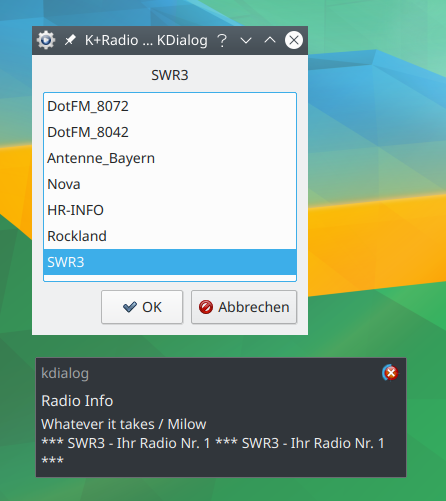 K+Radio ... KDialog
SWR3
DotFM_8072
DotFM_8042
Antenne_Bayern
Nova
HR-INFO
Rockland
SWR3
OK
Abbrechen
kdialog
Radio Info
Whatever it takes / Milow
*** SWR3 - Ihr Radio Nr. 1 *** SWR3 - Ihr Radio Nr. 1
***